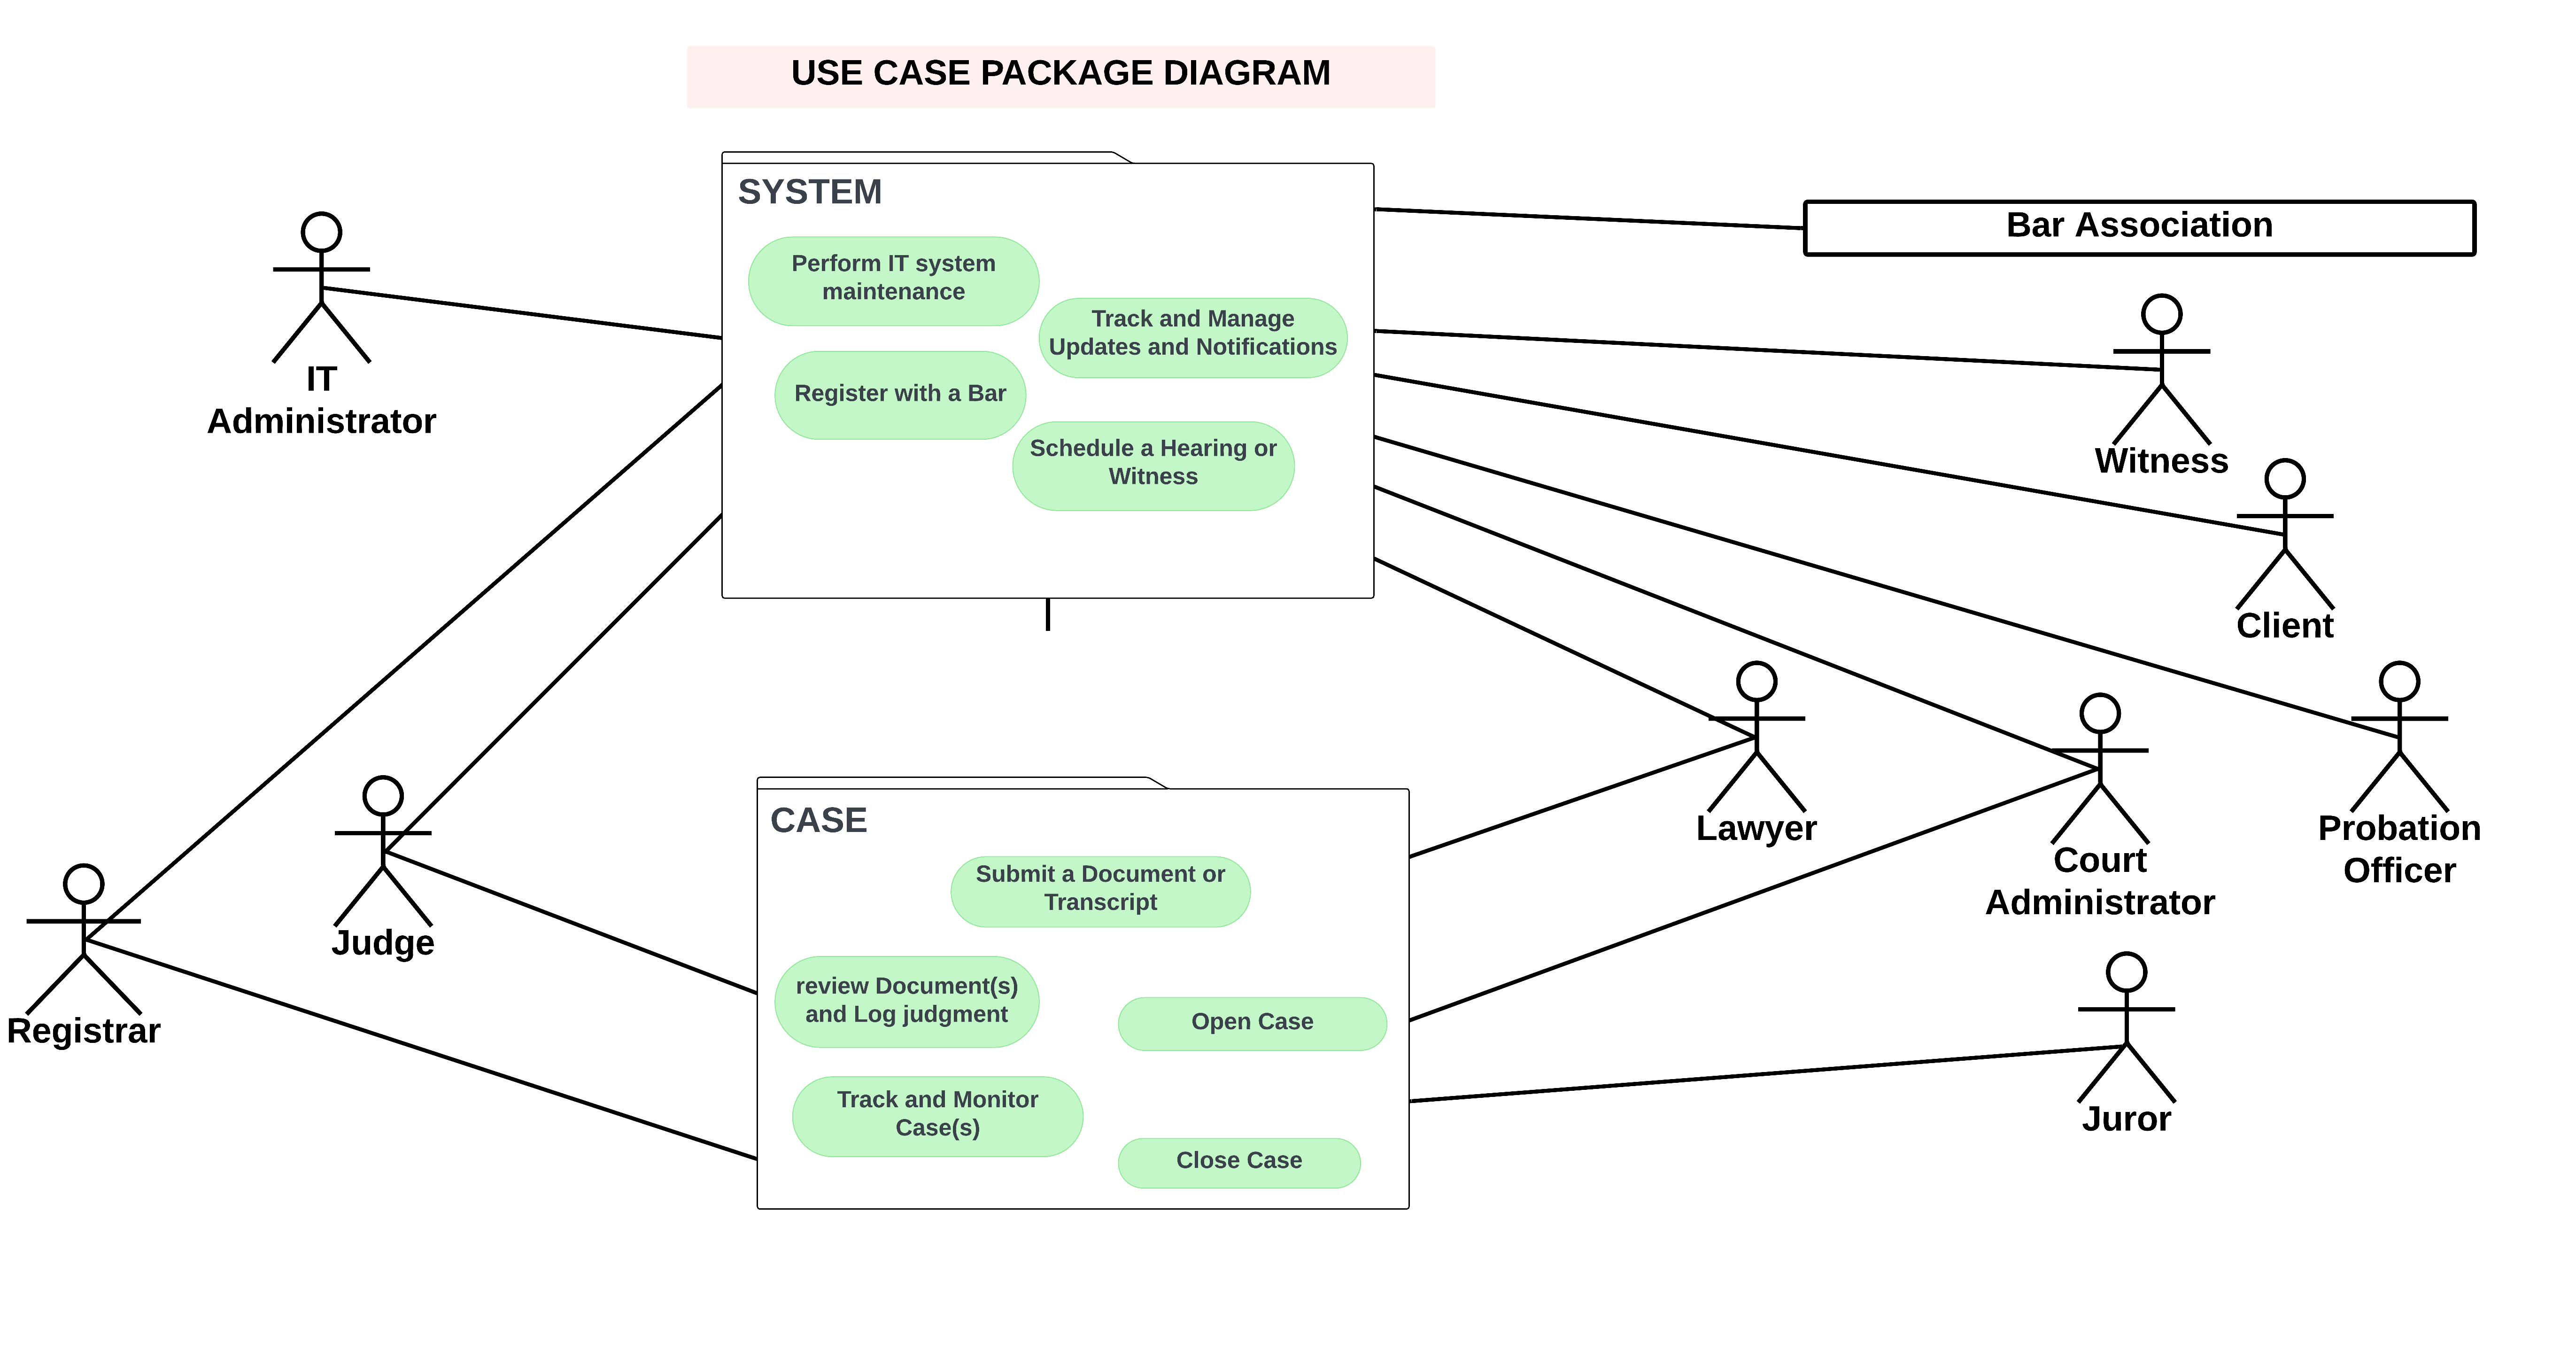 USE CASE PACKAGE DIAGRAM
SYSTEM
Perform IT system
maintenance
Track and Manage
Updates and Notifications
Register with a Bar
Schedule a Hearing or
Witness
Bar Association
IT
Administrator
Witness
Client
Lawyer
Court
Administrator
Probation
Officer
Judge
Registrar
CASE
Submit a Document or
Transcript
review Document(s)
and Log judgment
Open Case
Track and Monitor
Case(s)
Close Case
Juror